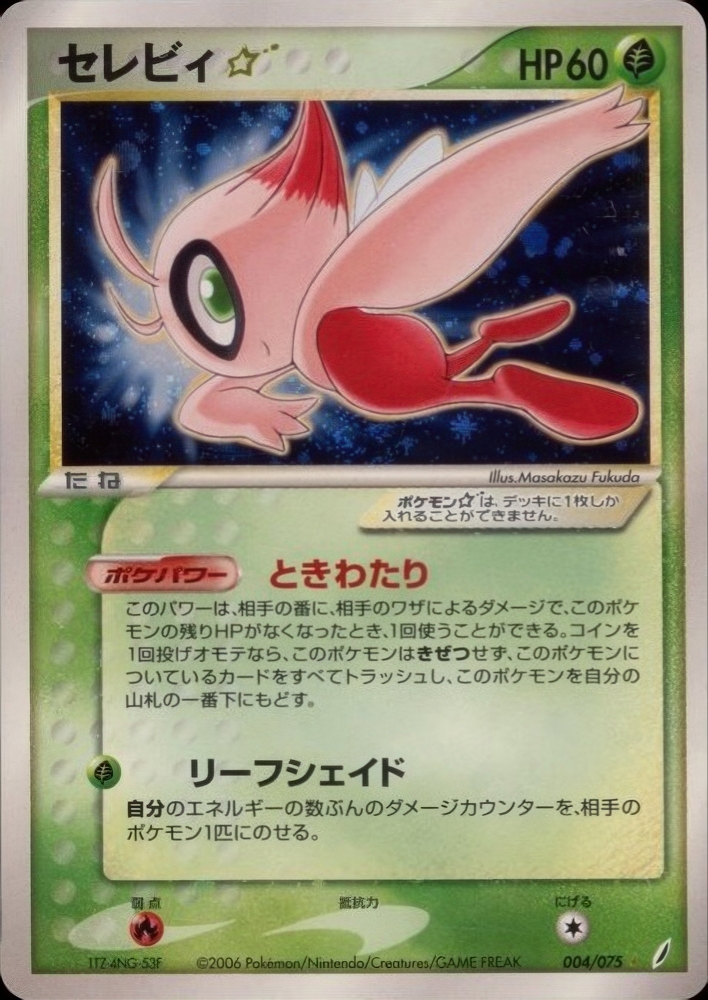 セレビィ☆ HP60
たね
Illus.Masakazu Fukuda
ポケモン☆は、デッキに1枚しか
入れることができません。
ポケパワー ときわたり
このパワーは、相手の番に、相手のワザによるダメージで、このポケ
モンの残りHPがなくなったとき、1回使うことができる。コインを
1回投げオモテなら、このポケモンはきぜつせず、このポケモンに
ついているカードをすべてトラッシュし、このポケモンを自分の
山札の一番下にもどす。
リーフシェイド
自分のエネルギーの数ぶんのダメージカウンターを、相手の
ポケモン1匹にのせる。
弱点 抵抗力 にげる
1TZ-4NG-53F ©2006 Pokémon/Nintendo/Creatures/GAME FREAK 004/075